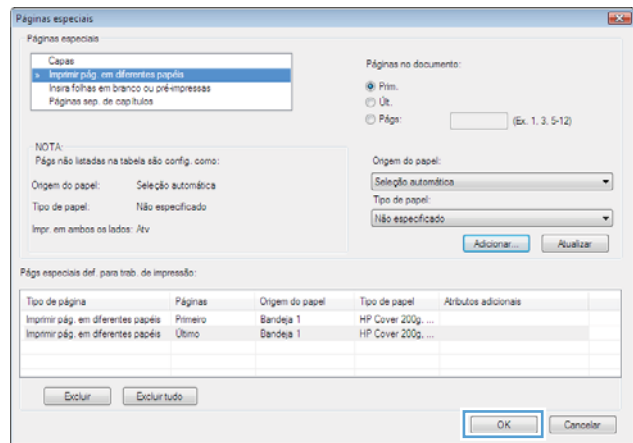 Páginas especiais
Páginas especiais
Capas
» Imprimir pág. em diferentes papéis
Insira folhas em branco ou pré-impressas
Páginas sep. de capítulos
Páginas no documento:
Prim.
Últ.
Págs: (Ex. 1, 3, 5-12)
NOTA:
Págs não listadas na tabela são config. como:
Origem do papel: Seleção automática
Tipo de papel: Não especificado
Impr. em ambos os lados: Atv
Origem do papel:
Seleção automática
Tipo de papel:
Não especificado
Adicionar... Atualizar
Págs especiais def. para trab. de impressão:
Tipo de página Páginas Origem do papel Tipo de papel Atributos adicionais
Imprimir pág. em diferentes papéis Primeiro Bandeja 1 HP Cover 200g, ...
Imprimir pág. em diferentes papéis Último Bandeja 1 HP Cover 200g, ...
Excluir Excluir tudo
OK Cancelar